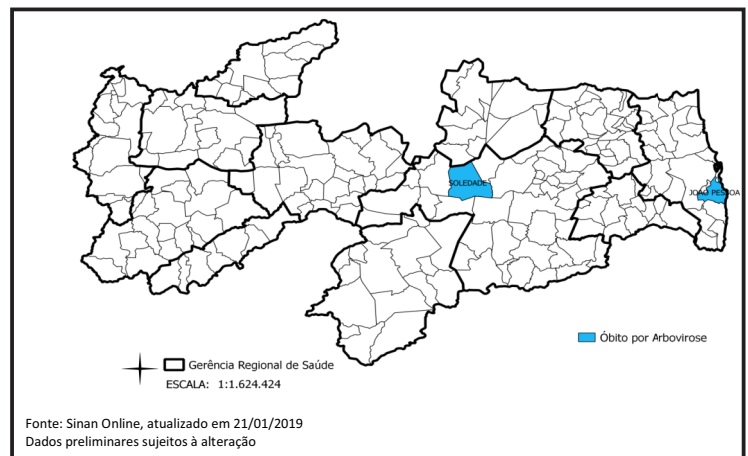 SOLEDADE
JOÃO PESSOA
Óbito por Arbovirose
Gerência Regional de Saúde
ESCALA: 1:1.624.424
Fonte: Sinan Online, atualizado em 21/01/2019
Dados preliminares sujeitos à alteração